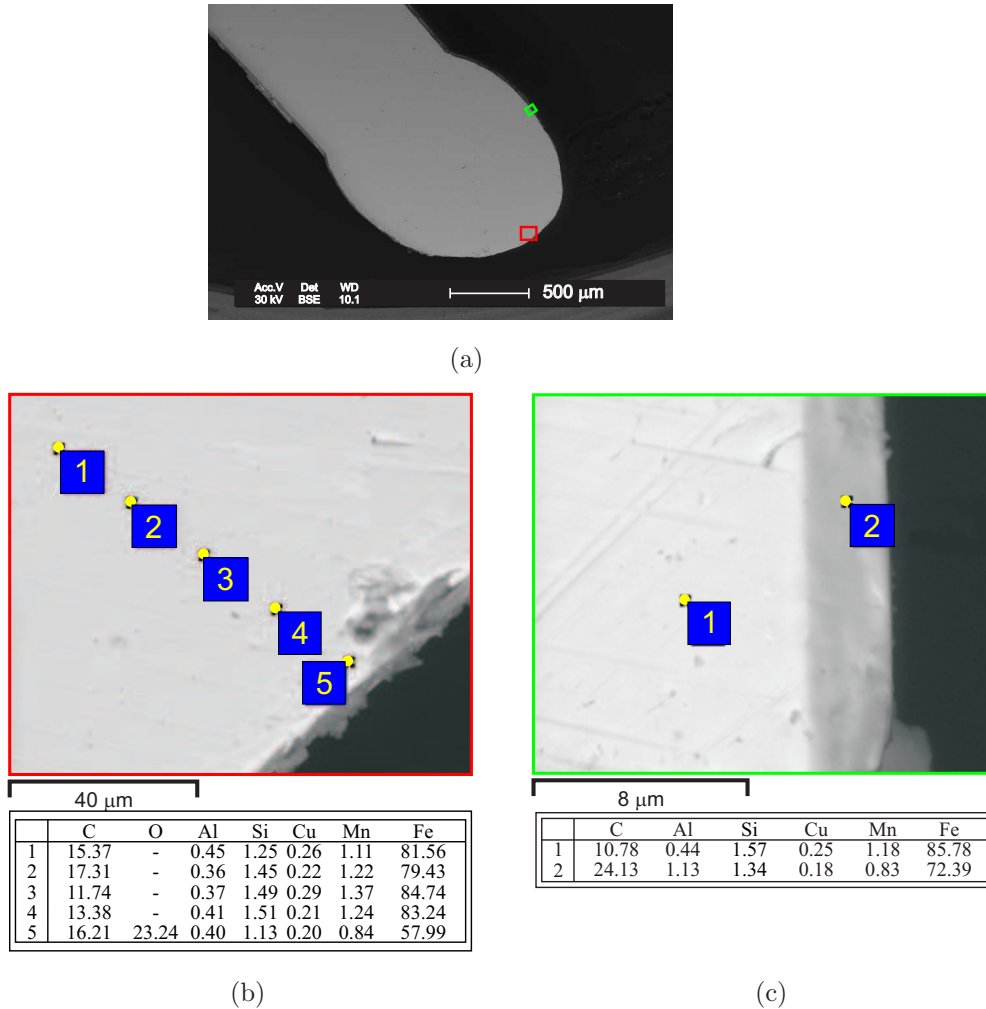 Acc.V Det WD
30 kV BSE 10.1 500 µm
(a)
1
2
3
4
5
1
2
40 µm
8 µm
C O Al Si Cu Mn Fe
1 15.37 - 0.45 1.25 0.26 1.11 81.56
2 17.31 - 0.36 1.45 0.22 1.22 79.43
3 11.74 - 0.37 1.49 0.29 1.37 84.74
4 13.38 - 0.41 1.51 0.21 1.24 83.24
5 16.21 23.24 0.40 1.13 0.20 0.84 57.99
C Al Si Cu Mn Fe
1 10.78 0.44 1.57 0.25 1.18 85.78
2 24.13 1.13 1.34 0.18 0.83 72.39
(b)
(c)